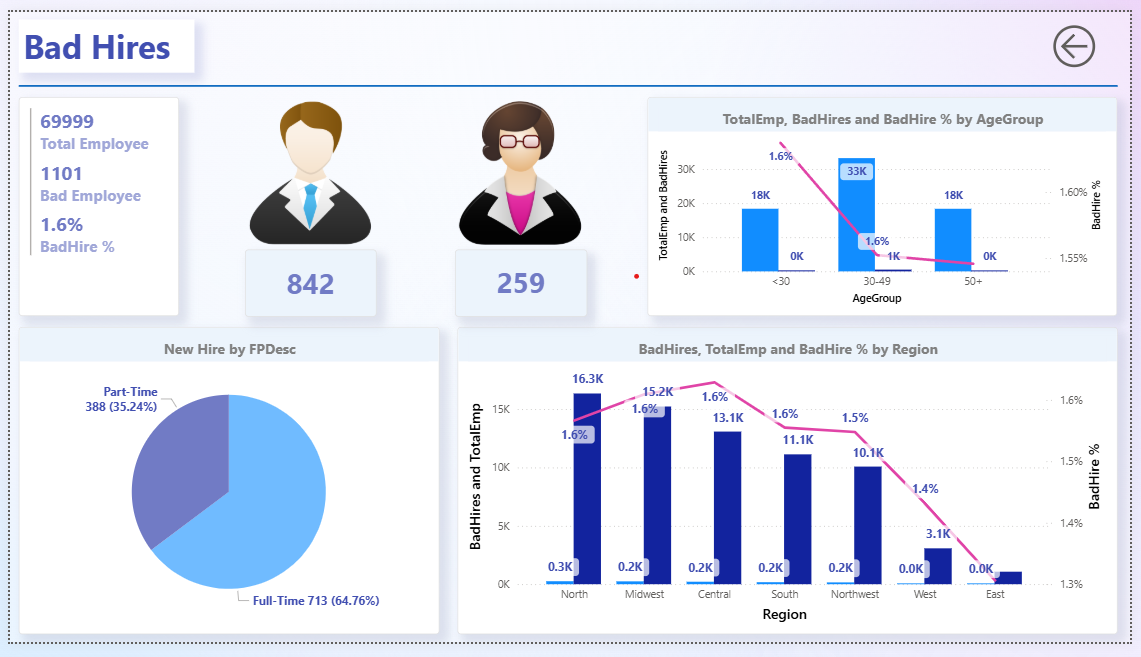 Bad Hires
69999
Total Employee
1101
Bad Employee
1.6%
BadHire %
842
259
TotalEmp, BadHires and BadHire % by AgeGroup
TotalEmp and BadHires
30K
20K
10K
0K
18K
33K
18K
1.6%
1.6%
0K
1K
0K
1.60%
1.55%
BadHire %
<30
30-49
50+
AgeGroup
New Hire by FPDesc
Part-Time
388 (35.24%)
Full-Time 713 (64.76%)
BadHires, TotalEmp and BadHire % by Region
BadHires and TotalEmp
15K
10K
5K
0K
16.3K
15.2K
13.1K
11.1K
10.1K
3.1K
1.6%
1.6%
1.6%
1.6%
1.5%
1.4%
0.3K
0.2K
0.2K
0.2K
0.2K
0.0K
0.0K
1.6%
1.5%
1.4%
1.3%
BadHire %
North
Midwest
Central
South
Northwest
West
East
Region